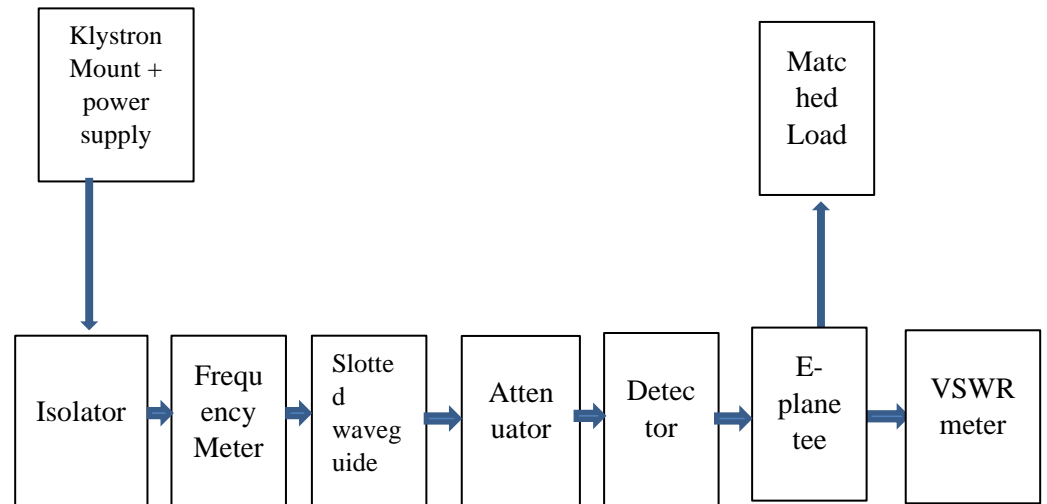 Klystron
Mount +
power
supply
Matc
hed
Load
Isolator
Frequ
ency
Meter
Slotte
d
waveg
uide
Atten
uator
Detec
tor
E-
plane
tee
VSWR
meter